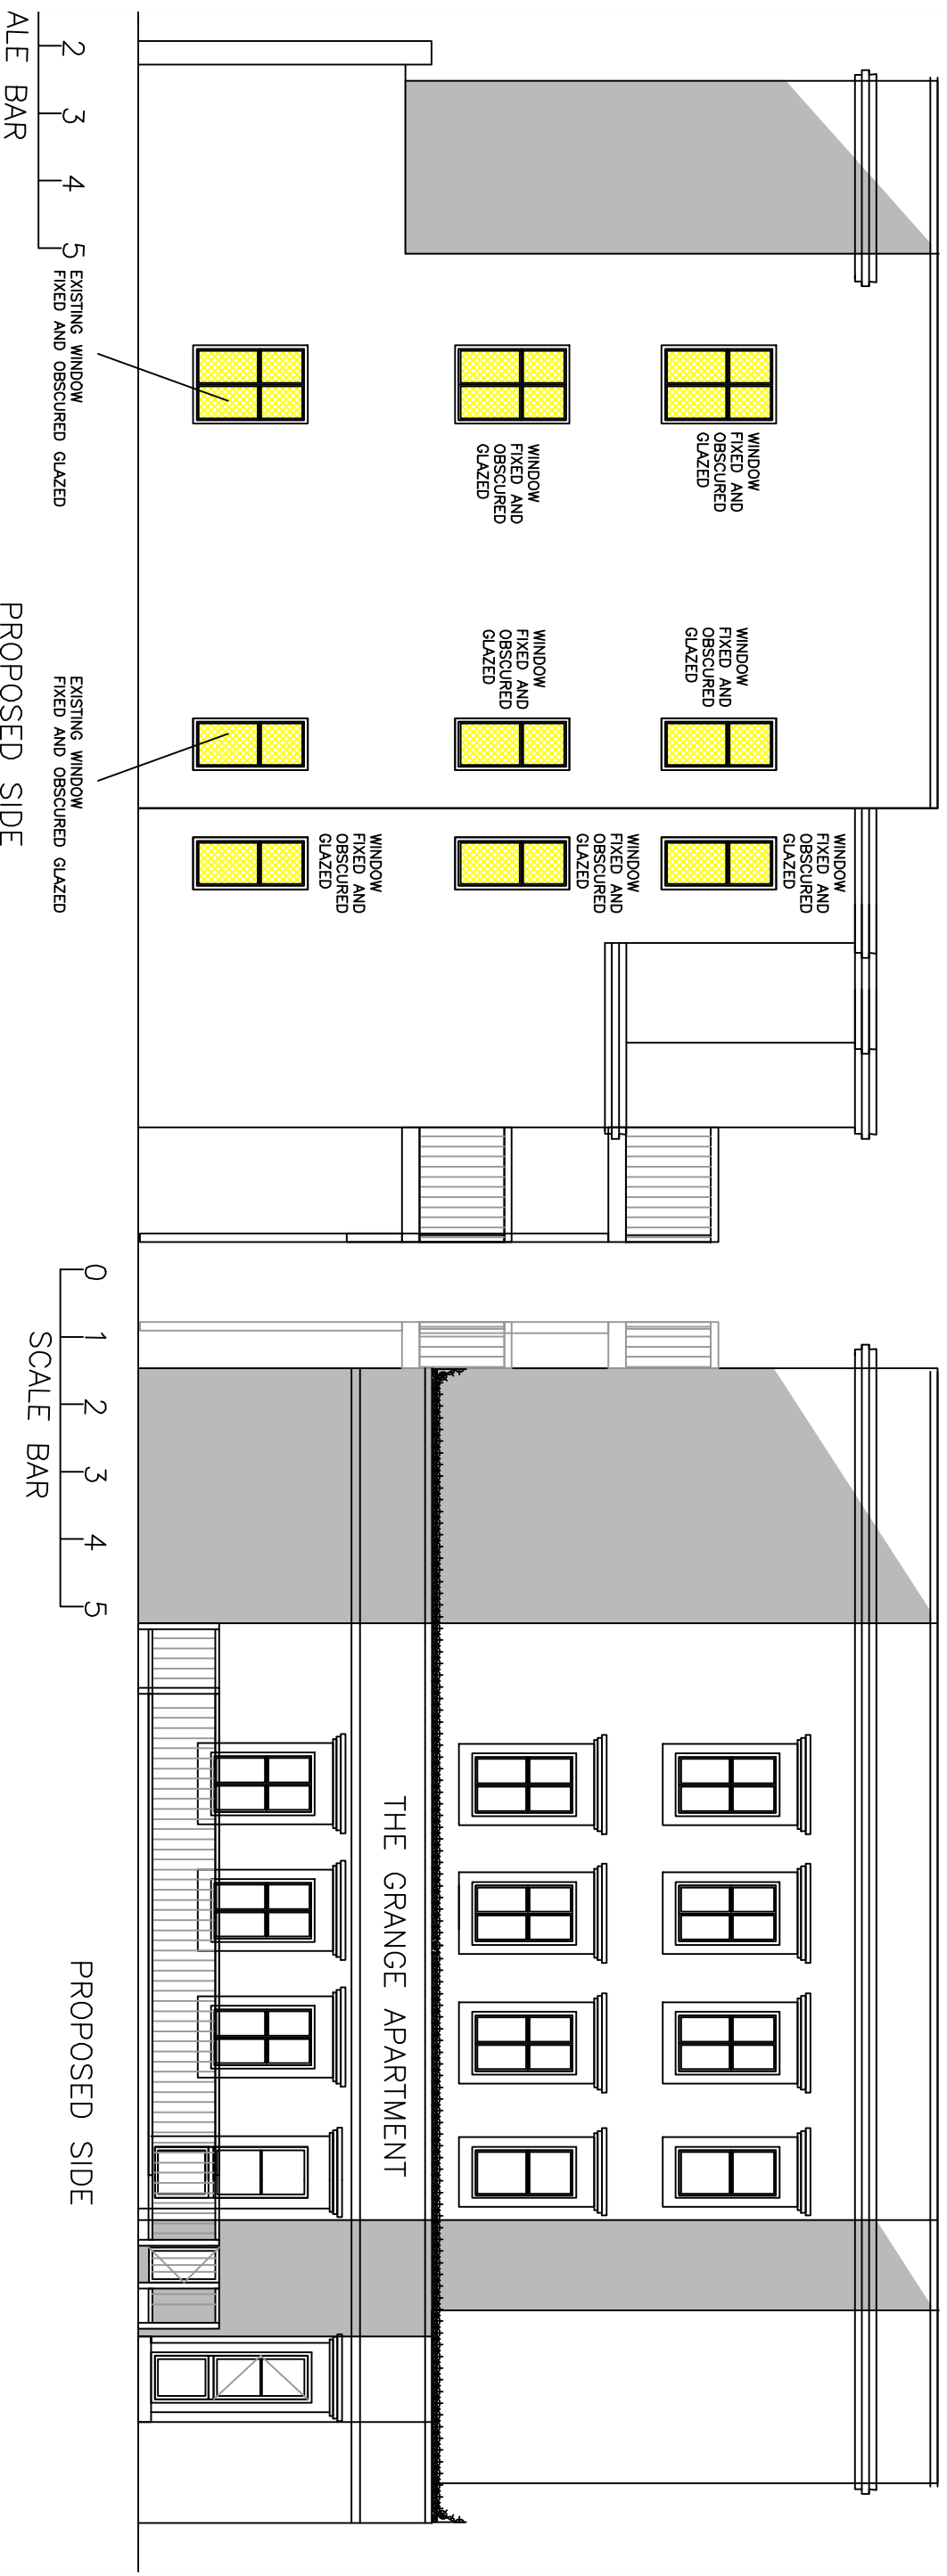 WINDOW
FIXED AND
OBSCURED
GLAZED
WINDOW
FIXED AND
OBSCURED
GLAZED
WINDOW
FIXED AND
OBSCURED
GLAZED
WINDOW
FIXED AND
OBSCURED
GLAZED
WINDOW
FIXED AND
OBSCURED
GLAZED
WINDOW
FIXED AND
OBSCURED
GLAZED
WINDOW
FIXED AND
OBSCURED
GLAZED
EXISTING WINDOW
FIXED AND OBSCURED GLAZED
EXISTING WINDOW
FIXED AND OBSCURED GLAZED
2 3 4 5
ALE BAR
PROPOSED SIDE
THE GRANGE APARTMENT
0 1 2 3 4 5
SCALE BAR
PROPOSED SIDE